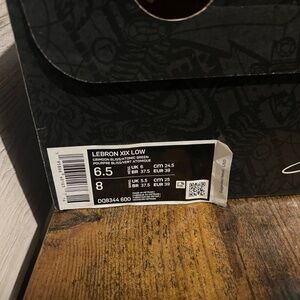 LEBRON XIX LOW
CRIMSON BLISS/ATOMIC GREEN
POURPRE BLISS/VERT ATOMIQUE
6.5 UK 6 CM 24.5
BR 37.5 EUR 39
8 UK 5.5 CM 25
BR 37.5 EUR 39
DQ8344 600